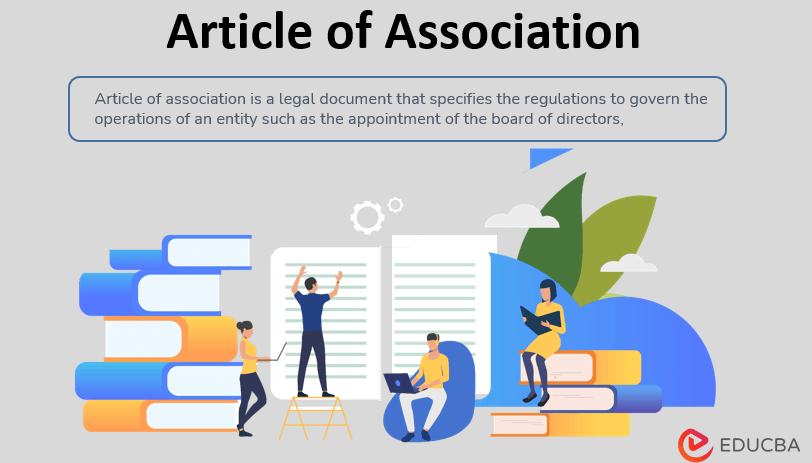 Article of Association
Article of association is a legal document that specifies the regulations to govern the
operations of an entity such as the appointment of the board of directors,
EDUCBA